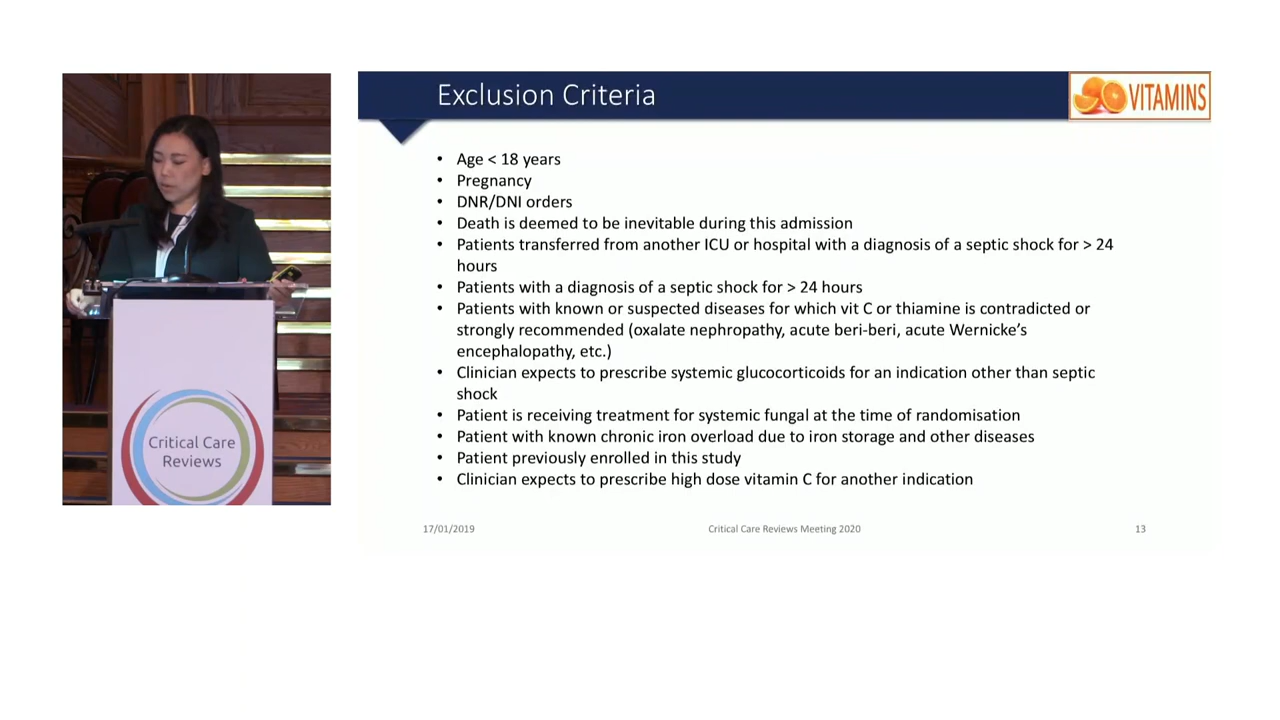 Exclusion Criteria
VITAMINS
• Age < 18 years
• Pregnancy
• DNR/DNI orders
• Death is deemed to be inevitable during this admission
• Patients transferred from another ICU or hospital with a diagnosis of a septic shock for > 24
hours
• Patients with a diagnosis of a septic shock for > 24 hours
• Patients with known or suspected diseases for which vit C or thiamine is contradicted or
strongly recommended (oxalate nephropathy, acute beri-beri, acute Wernicke’s
encephalopathy, etc.)
• Clinician expects to prescribe systemic glucocorticoids for an indication other than septic
shock
• Patient is receiving treatment for systemic fungal at the time of randomisation
• Patient with known chronic iron overload due to iron storage and other diseases
• Patient previously enrolled in this study
• Clinician expects to prescribe high dose vitamin C for another indication
17/01/2019
Critical Care Reviews Meeting 2020
13
Critical Care
Reviews